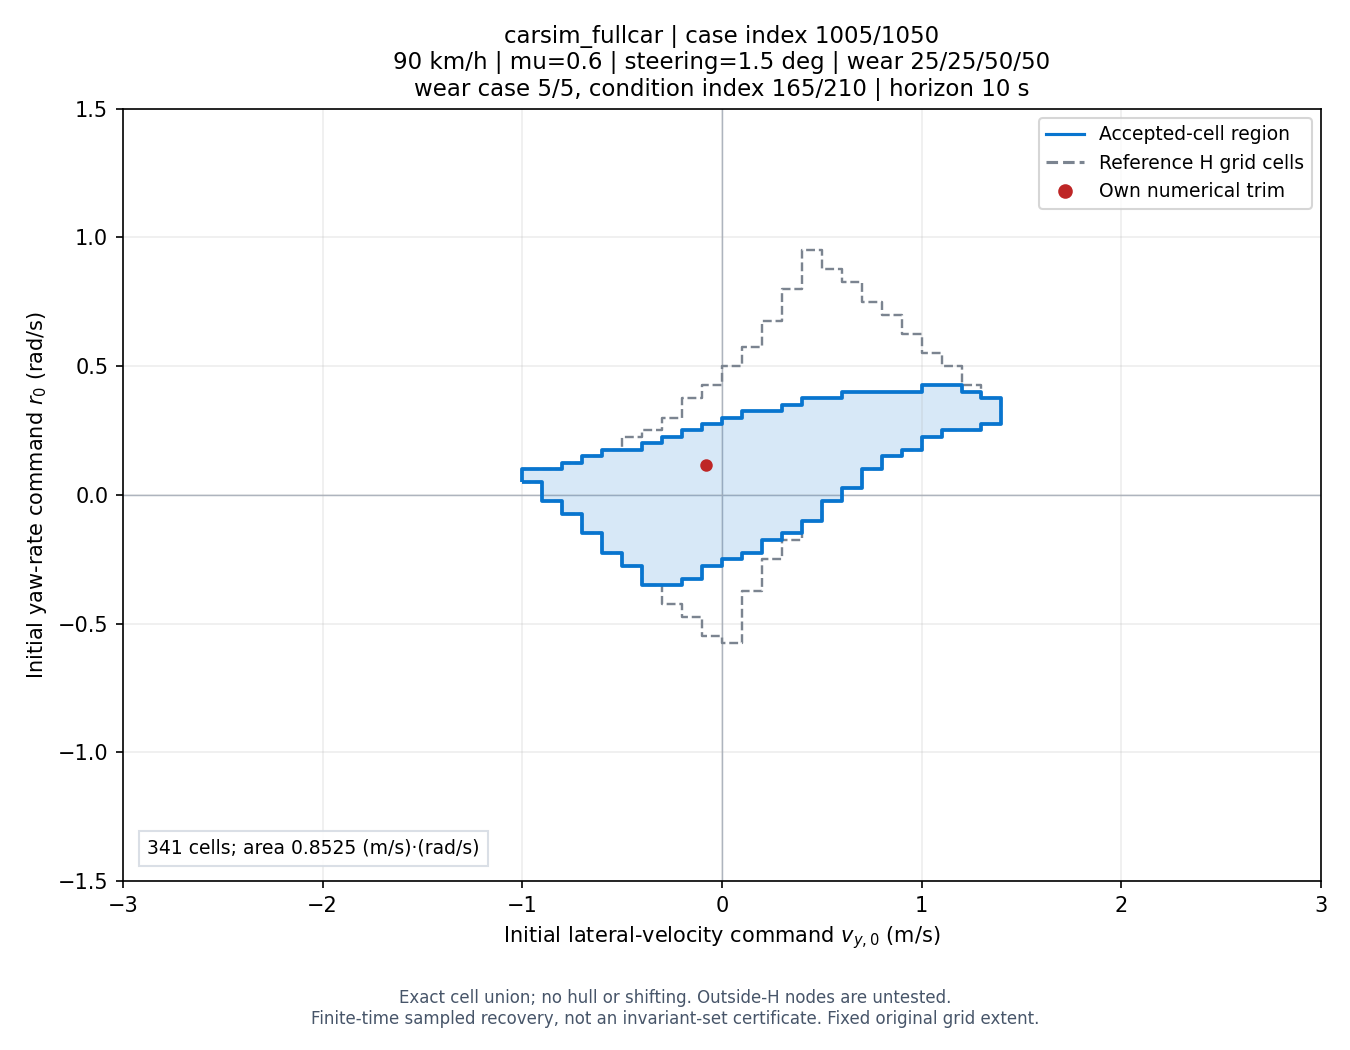 carsim_fullcar | case index 1005/1050
90 km/h | mu=0.6 | steering=1.5 deg | wear 25/25/50/50
wear case 5/5, condition index 165/210 | horizon 10 s
1.5
1.0
0.5
0.0
−0.5
−1.0
−1.5
Initial yaw-rate command r0 (rad/s)
Accepted-cell region
Reference H grid cells
Own numerical trim
341 cells; area 0.8525 (m/s)·(rad/s)
−3
−2
−1
0
1
2
3
Initial lateral-velocity command vy,0 (m/s)
Exact cell union; no hull or shifting. Outside-H nodes are untested.
Finite-time sampled recovery, not an invariant-set certificate. Fixed original grid extent.